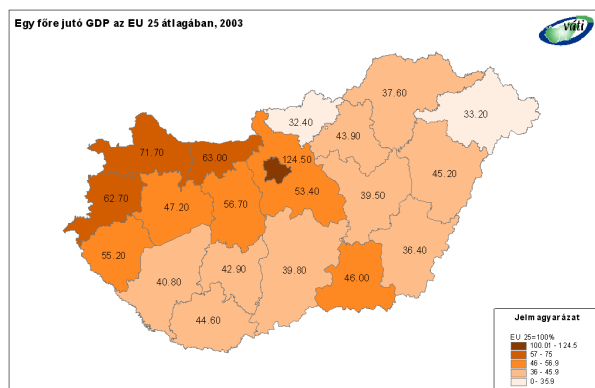 Egy főre jutó GDP az EU 25 átlagában, 2003
váti
37.60
32.40
33.20
43.90
71.70
63.00
124.50
45.20
62.70
47.20
56.70
53.40
39.50
55.20
36.40
40.80
42.90
39.80
46.00
44.60
Jelmagyarázat
EU 25=100%
100.01 - 124.5
57 - 75
46 - 56.9
36 - 45.9
0 - 35.9